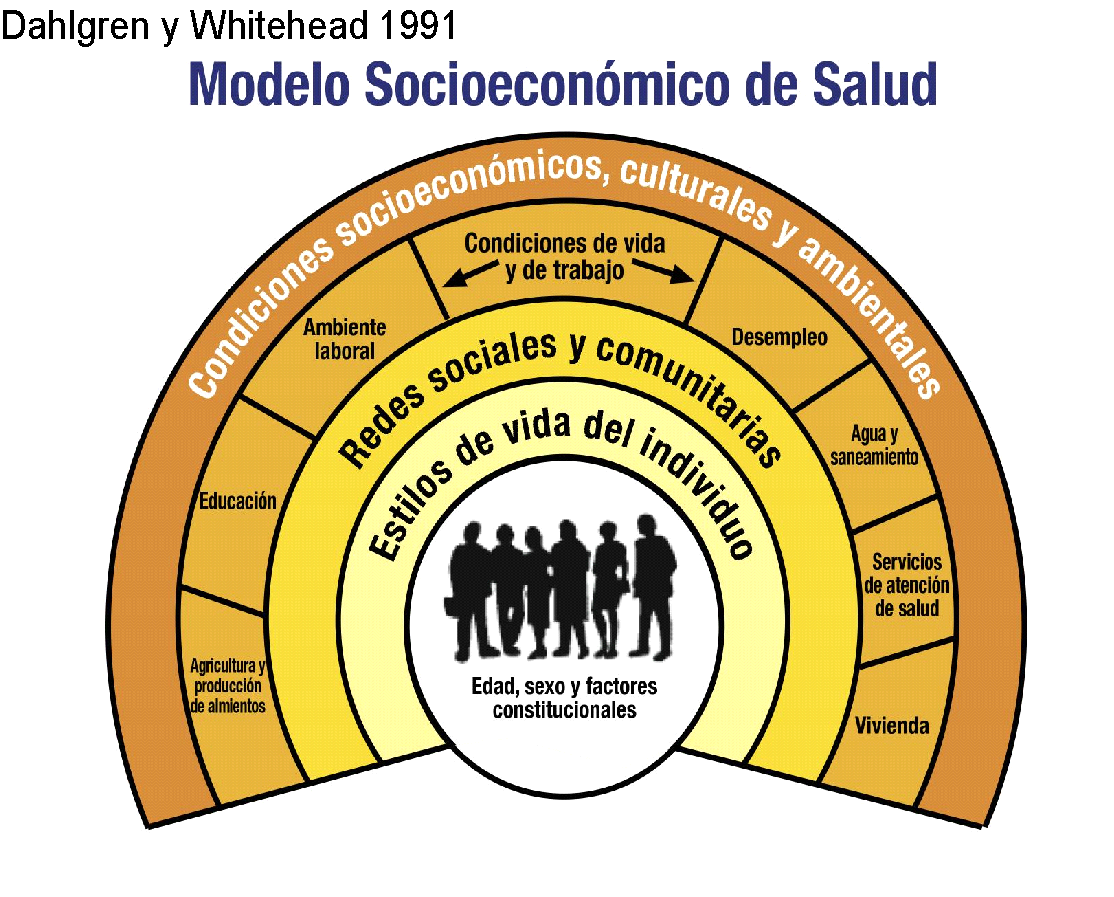 Dahlgren y Whitehead 1991
Modelo Socioeconómico de Salud
Condiciones socioeconómicos, culturales y ambientales
Condiciones de vida
y de trabajo
Ambiente
laboral
Desempleo
Redes sociales y comunitarias
Estilos de vida del individuo
Agua y
saneamiento
Educación
Servicios
de atención
de salud
Agricultura y
producción
de almientos
Vivienda
Edad, sexo y factores
constitucionales